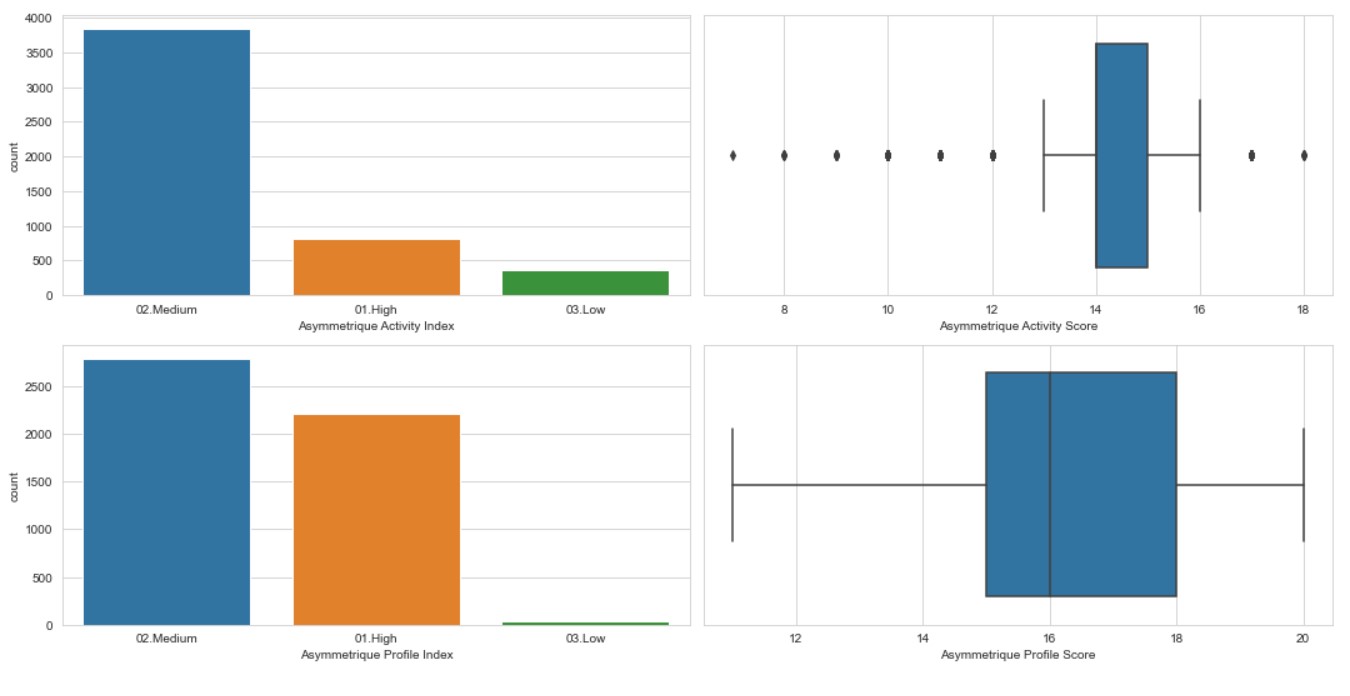 4000
3500
3000
2500
2000
1500
1000
500
0
count
02.Medium 01.High 03.Low
Asymmetrique Activity Index
8 10 12 14 16 18
Asymmetrique Activity Score
2500
2000
1500
1000
500
0
count
02.Medium 01.High 03.Low
Asymmetrique Profile Index
12 14 16 18 20
Asymmetrique Profile Score